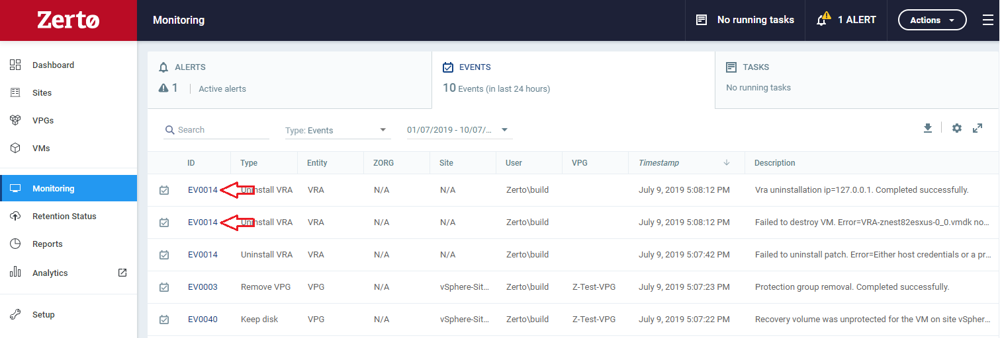 Zerto
Monitoring
No running tasks
1 ALERT
Actions
Dashboard
Sites
VPGs
VMs
Monitoring
Retention Status
Reports
Analytics
Setup
ALERTS
1 Active alerts
EVENTS
10 Events (in last 24 hours)
TASKS
No running tasks
Search
Type: Events
01/07/2019 - 10/07/...
ID Type Entity ZORG Site User VPG Timestamp Description
EV0014 Uninstall VRA VRA N/A N/A Zerto\build July 9, 2019 5:08:12 PM Vra uninstallation ip=127.0.0.1. Completed successfully.
EV0014 Uninstall VRA VRA N/A N/A Zerto\build July 9, 2019 5:08:12 PM Failed to destroy VM. Error=VRA-znest82esxus-0_0.vmdk no...
EV0014 Uninstall VRA VRA N/A N/A Zerto\build July 9, 2019 5:07:42 PM Failed to uninstall patch. Error=Either host credentials or a pr...
EV0003 Remove VPG VPG N/A vSphere-Sit... Zerto\build Z-Test-VPG July 9, 2019 5:07:23 PM Protection group removal. Completed successfully.
EV0040 Keep disk VPG N/A vSphere-Sit... Zerto\build Z-Test-VPG July 9, 2019 5:07:22 PM Recovery volume was unprotected for the VM on site vSpher...